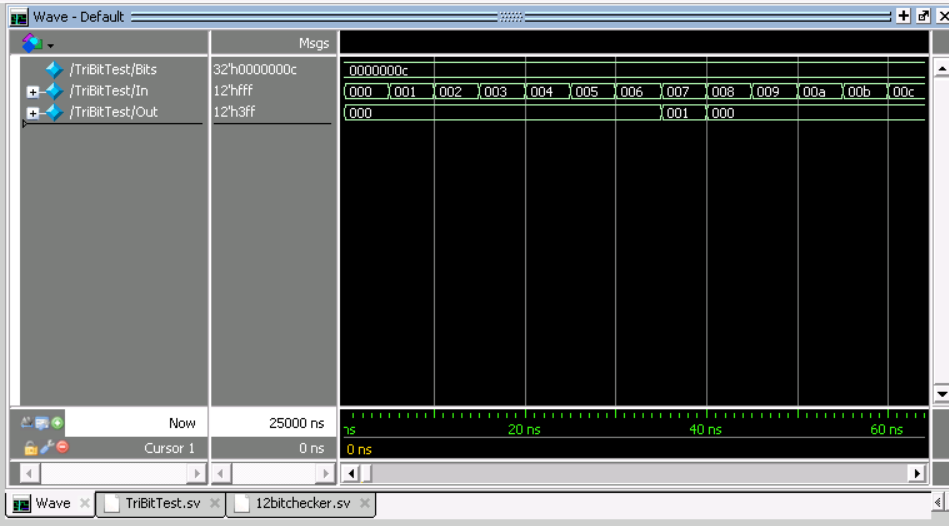 Wave - Default
Msgs
/TriBitTest/Bits 32'h0000000c 0000000c
/TriBitTest/In 12'hfff 000 001 002 003 004 005 006 007 008 009 00a 00b 00c
/TriBitTest/Out 12'h3ff 000 001 000
Now 25000 ns ns 20 ns 40 ns 60 ns
Cursor 1 0 ns 0 ns
Wave TriBitTest.sv 12bitchecker.sv